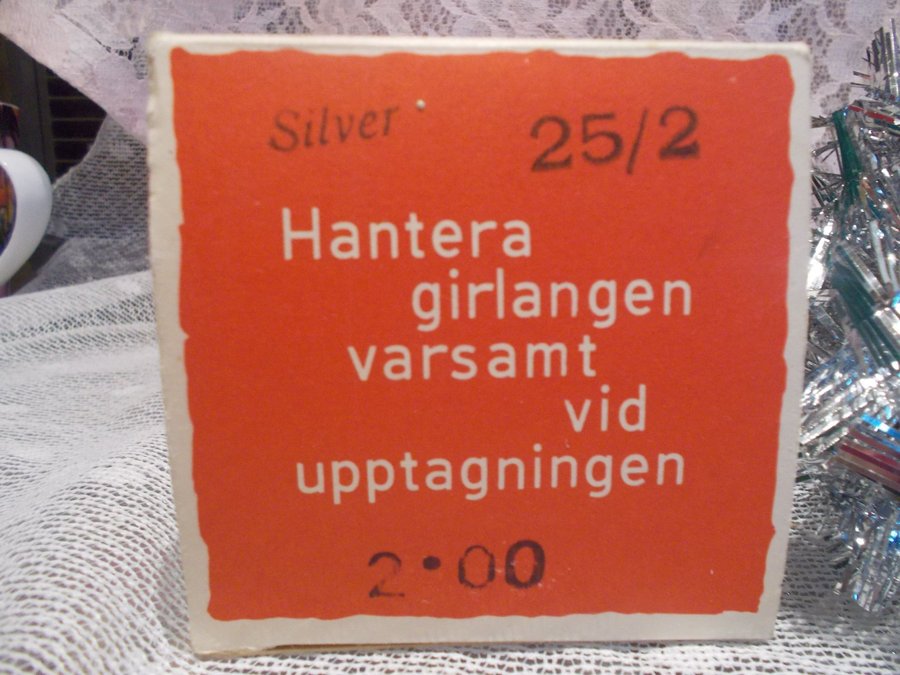 Silver 25/2
Hantera
girlangen
varsamt
vid
upptagningen
2•00